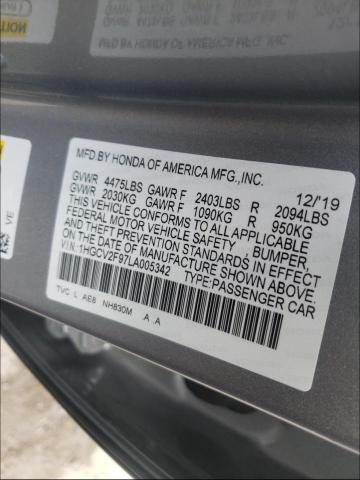 MFD BY HONDA OF AMERICA MFG.,INC.
12/'19
GVWR 4475LBS GAWR F 2403LBS R 2094LBS
GVWR 2030KG GAWR F 1090KG R 950KG
THIS VEHICLE CONFORMS TO ALL APPLICABLE
FEDERAL MOTOR VEHICLE SAFETY, BUMPER,
AND THEFT PREVENTION STANDARDS IN EFFECT
ON THE DATE OF MANUFACTURE SHOWN ABOVE.
VIN: 1HGCV2F97LA005342 TYPE:PASSENGER CAR
TVC L AE8 NH830M .A .A
VE